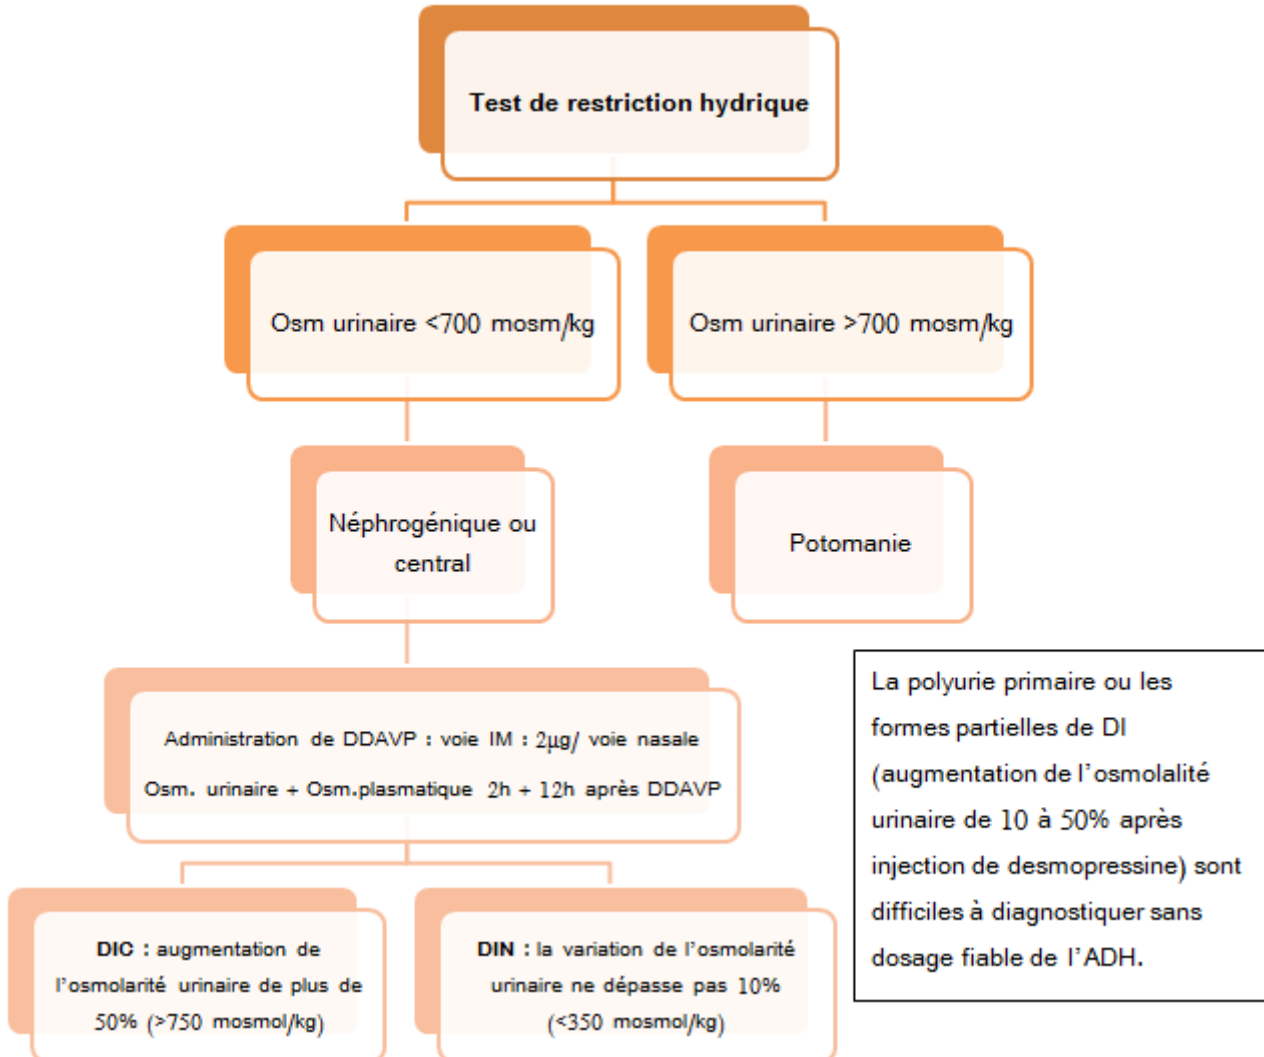 Test de restriction hydrique
Osm urinaire <700 mosm/kg
Osm urinaire >700 mosm/kg
Néphrogénique ou
central
Potomanie
Administration de DDAVP : voie IM : 2µg/ voie nasale
Osm. urinaire + Osm.plasmatique 2h + 12h après DDAVP
La polyurie primaire ou les
formes partielles de DI
(augmentation de l'osmolalité
urinaire de 10 à 50% après
injection de desmopressine) sont
difficiles à diagnostiquer sans
dosage fiable de l'ADH.
DIC : augmentation de
l'osmolarité urinaire de plus de
50% (>750 mosmol/kg)
DIN : la variation de l'osmolarité
urinaire ne dépasse pas 10%
(<350 mosmol/kg)